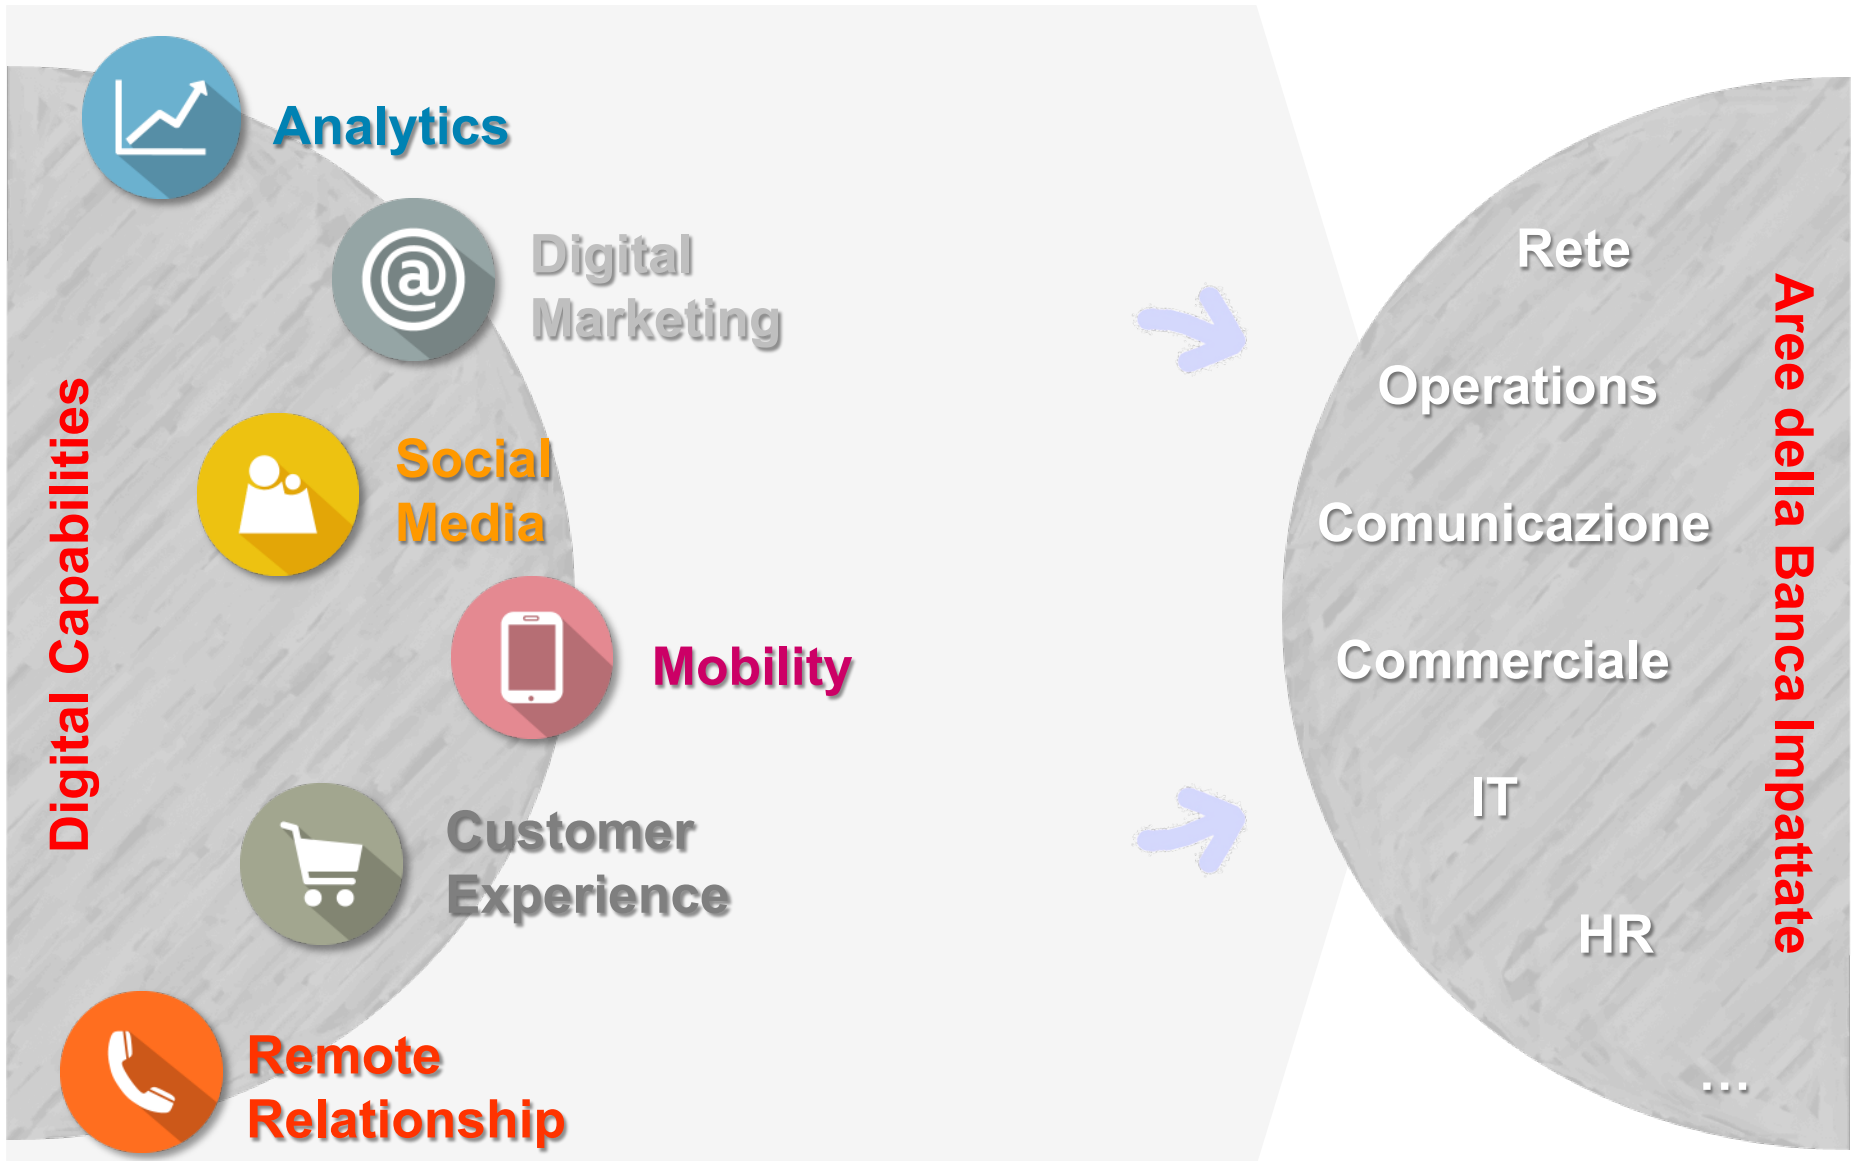 Digital Capabilities
Analytics
Digital
Marketing
Social
Media
Mobility
Customer
Experience
Remote
Relationship
Rete
Operations
Comunicazione
Commerciale
IT
HR
...
Aree della Banca Impattate